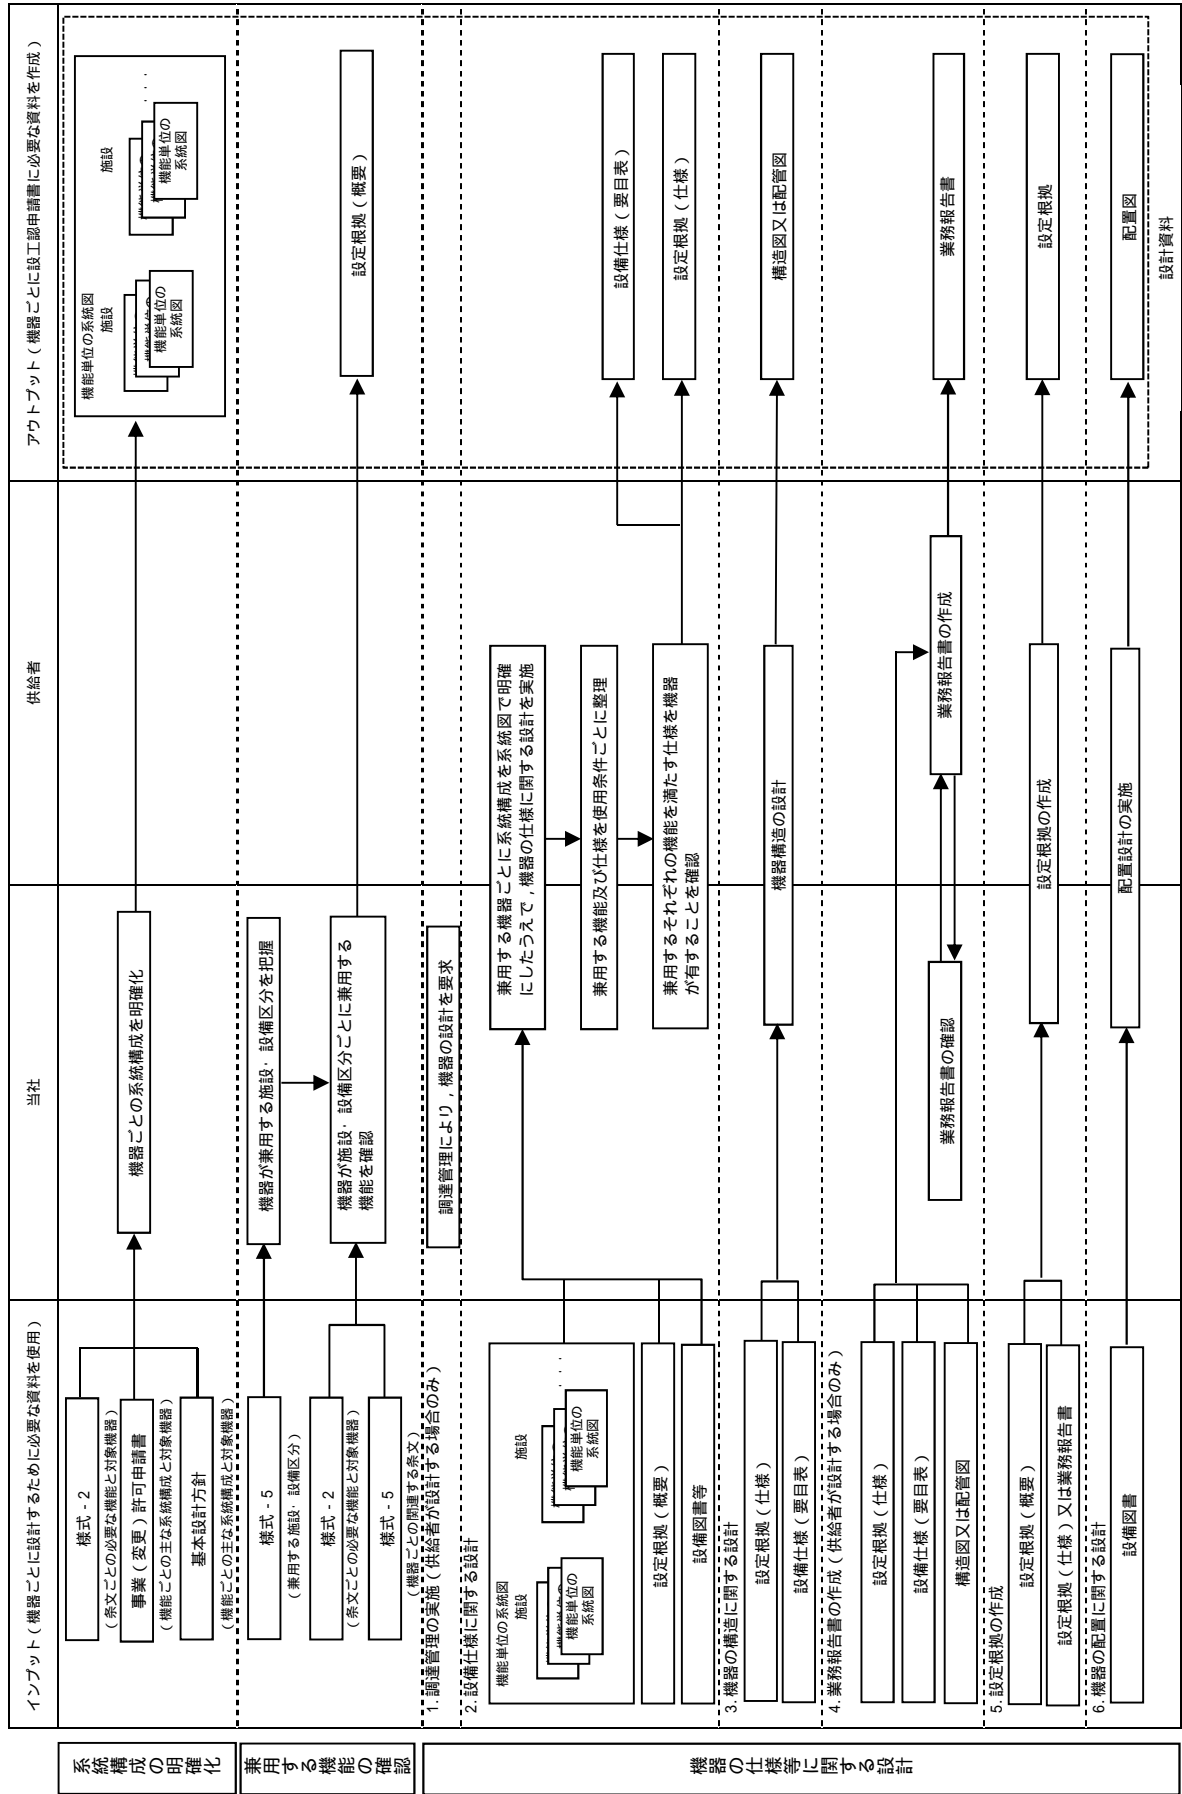 インプット（機器ごとに設計するために必要な資料を使用）
当社
供給者
アウトプット（機器ごとに設工認申請書に必要な資料を作成）
系統構成の明確化
様式‐2
（条文ごとの必要な機能と対象機器）
事業（変更）許可申請書
（機能ごとの主な系統構成と対象機器）
基本設計方針
（機能ごとの主な系統構成と対象機器）
機器ごとの系統構成を明確化
機能単位の系統図
施設
機能単位の
系統図
施設
機能単位の
系統図
・・・
兼用する機能の確認
様式‐5
（兼用する施設・設備区分）
様式‐2
（条文ごとの必要な機能と対象機器）
様式‐5
（機器ごとの関連する条文）
機器が兼用する施設・設備区分を把握
機器が施設・設備区分ごとに兼用する
機能を確認
設定根拠（概要）
機器の仕様等に関する設計
1.調達管理の実施（供給者が設計する場合のみ）
調達管理により，機器の設計を要求
2.設備仕様に関する設計
機能単位の系統図
施設
機能単位の
系統図
施設
機能単位の
系統図
・・・
設定根拠（概要）
設備図書等
兼用する機器ごとに系統構成を系統図で明確
にしたうえで，機器の仕様に関する設計を実施
兼用する機能及び仕様を使用条件ごとに整理
兼用するそれぞれの機能を満たす仕様を機器
が有することを確認
設備仕様（要目表）
設定根拠（仕様）
3.機器の構造に関する設計
設定根拠（仕様）
設備仕様（要目表）
機器構造の設計
構造図又は配管図
4.業務報告書の作成（供給者が設計する場合のみ）
設定根拠（仕様）
設備仕様（要目表）
構造図又は配管図
業務報告書の確認
業務報告書の作成
業務報告書
5.設定根拠の作成
設定根拠（概要）
設定根拠（仕様）又は業務報告書
設定根拠の作成
設定根拠
6.機器の配置に関する設計
設備図書
配置設計の実施
配置図
設計資料